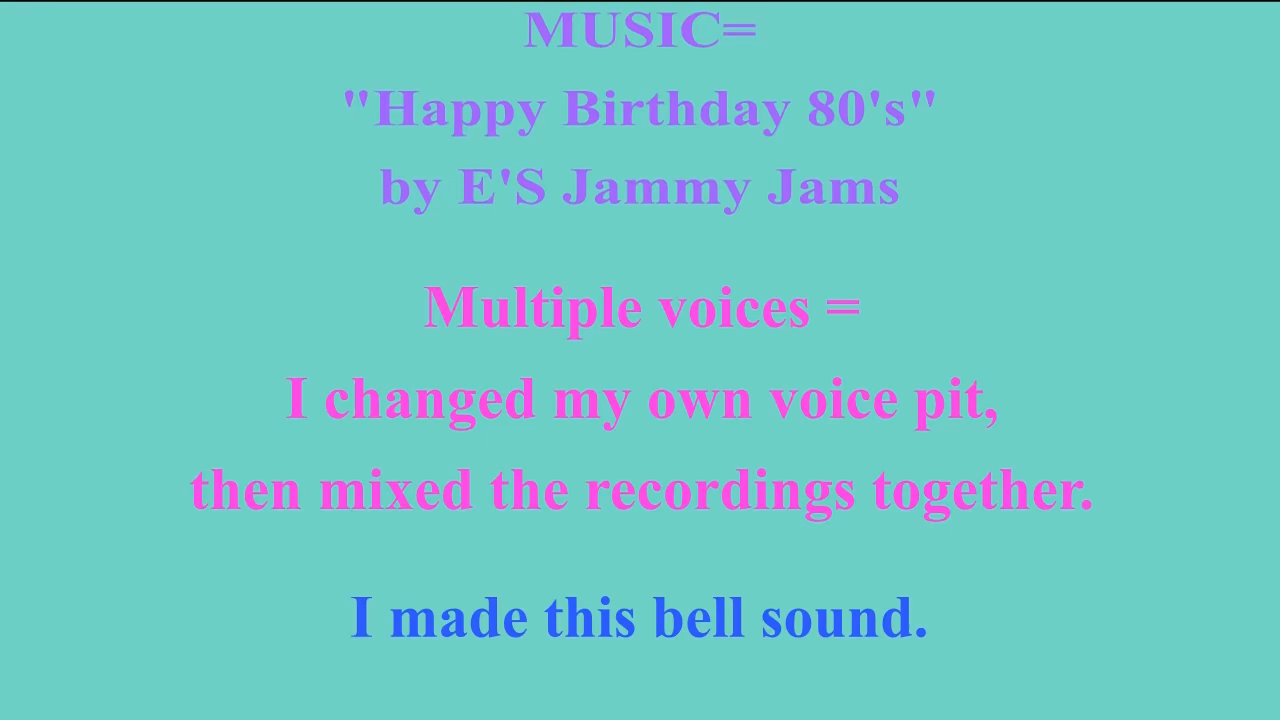 MUSIC=
"Happy Birthday 80's"
by E'S Jammy Jams
Multiple voices =
I changed my own voice pit,
then mixed the recordings together.
I made this bell sound.